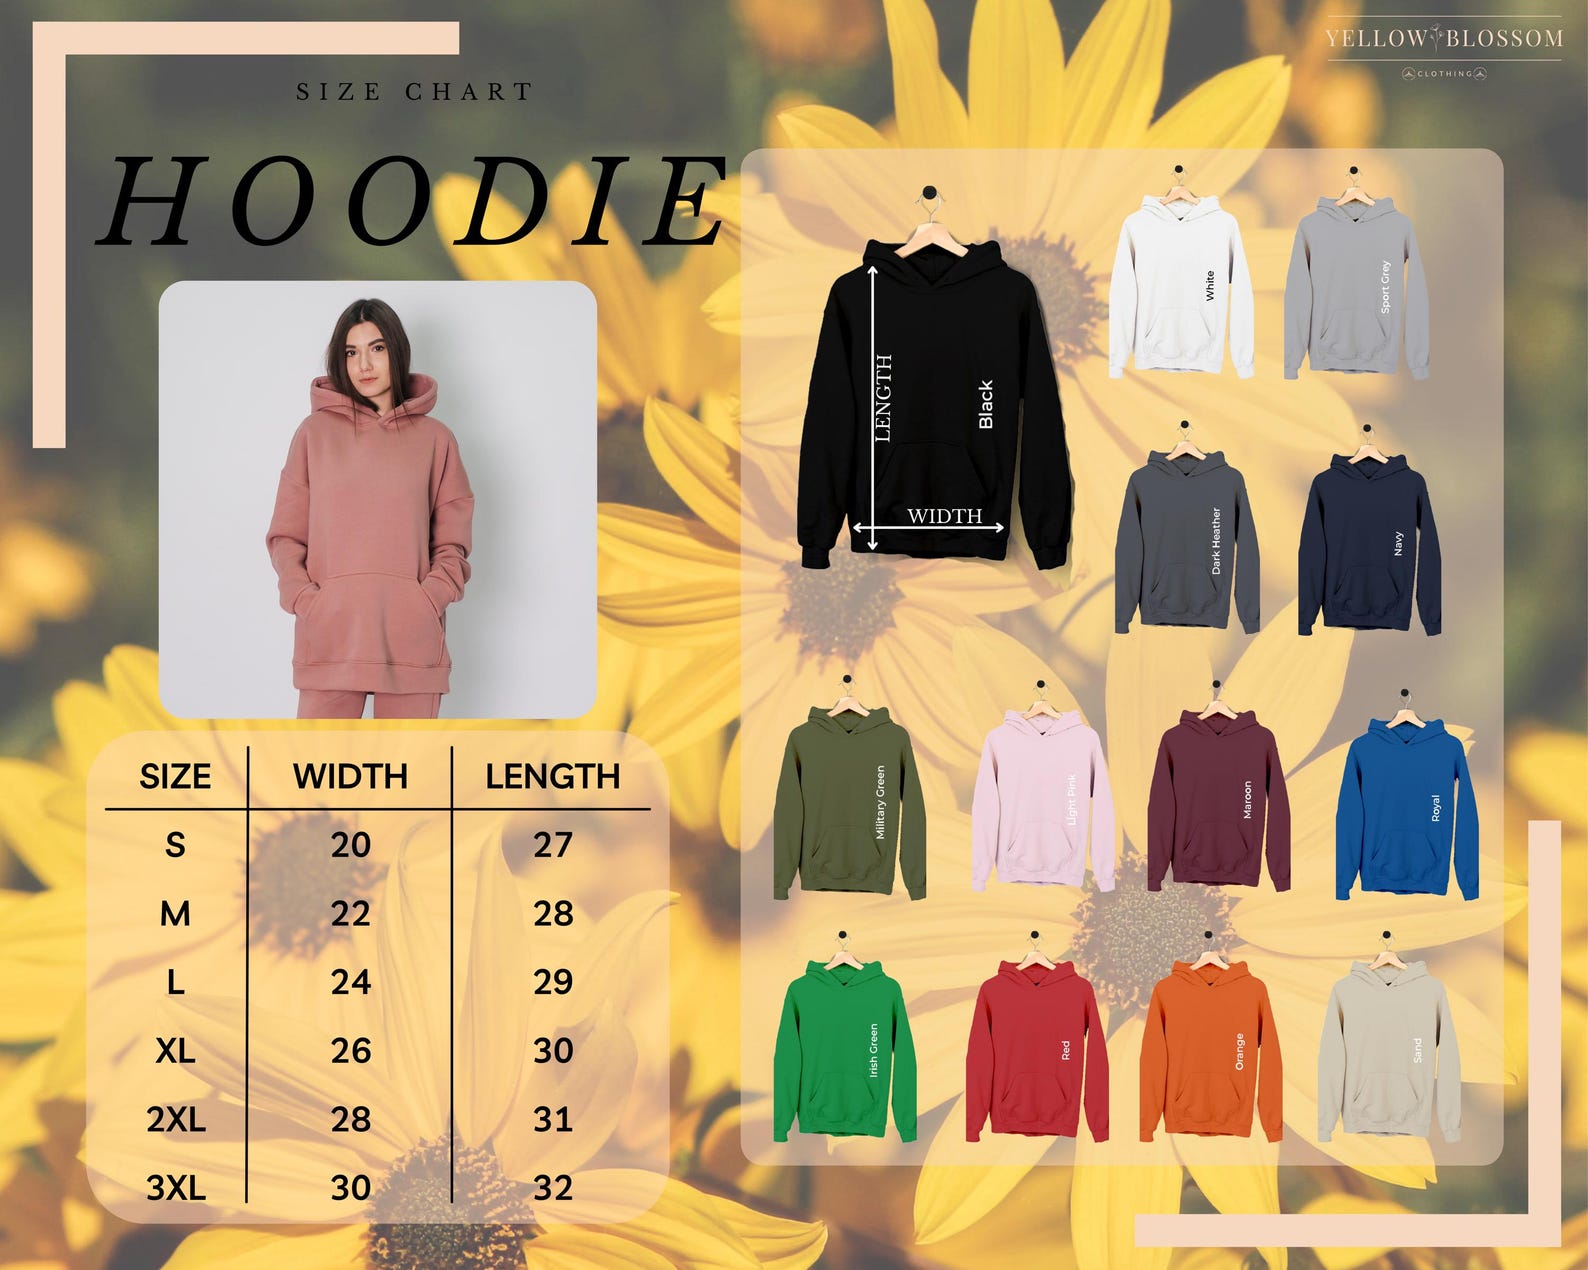 YELLOW BLOSSOM
CLOTHING
SIZE CHART
HOODIE
SIZE WIDTH LENGTH
S 20 27
M 22 28
L 24 29
XL 26 30
2XL 28 31
3XL 30 32
LENGTH
WIDTH
Black
White
Sport Grey
Dark Heather
Navy
Military Green
Light Pink
Maroon
Royal
Irish Green
Red
Orange
Sand